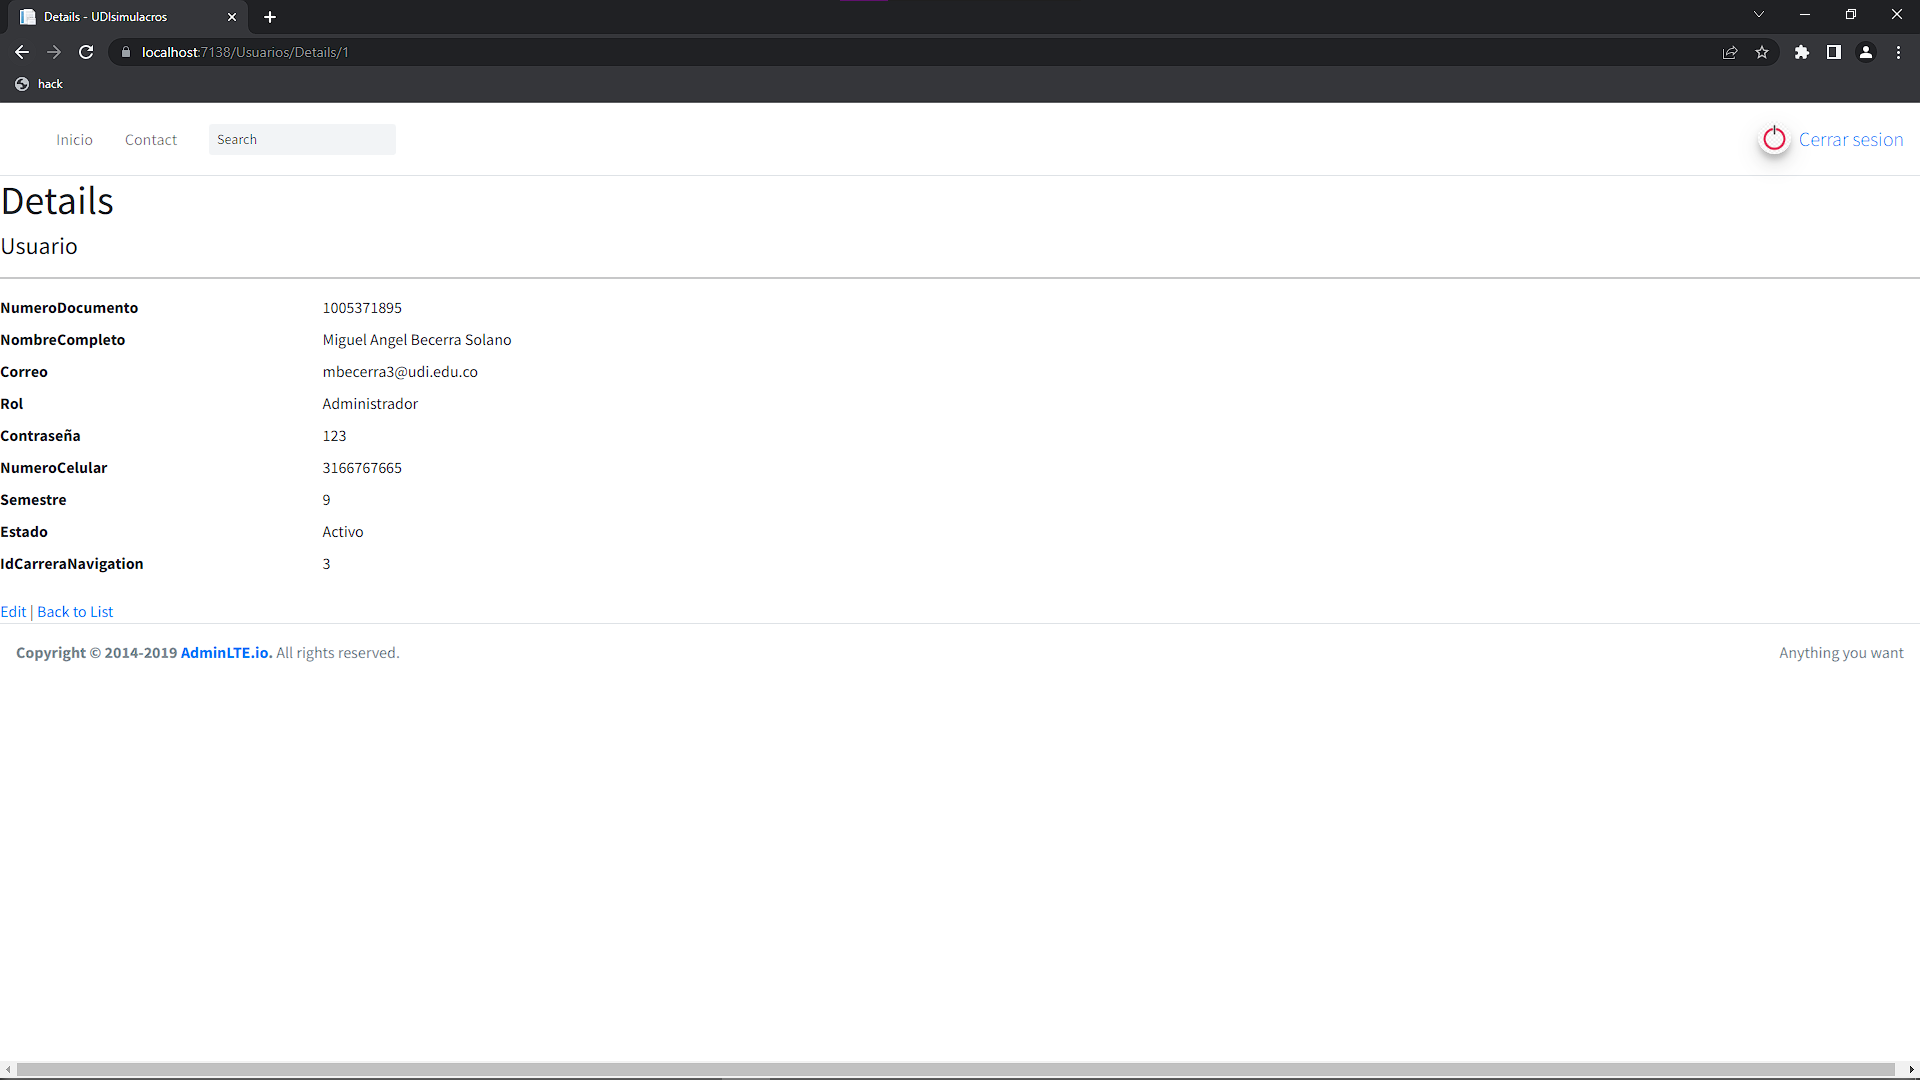 Details - UDIsimulacros
localhost:7138/Usuarios/Details/1
hack
Inicio Contact Search Cerrar sesion
Details
Usuario
NumeroDocumento 1005371895
NombreCompleto Miguel Angel Becerra Solano
Correo mbecerra3@udi.edu.co
Rol Administrador
Contraseña 123
NumeroCelular 3166767665
Semestre 9
Estado Activo
IdCarreraNavigation 3
Edit | Back to List
Copyright © 2014-2019 AdminLTE.io. All rights reserved. Anything you want